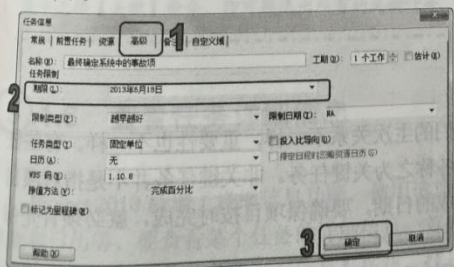 任务信息
常规 前置任务 资源 高级 备注 自定义域
1
名称(N): 最终确定系统中的事故项 工期(D): 1 个工作 估计(E)
任务限制
2
期限(L): 2013年6月18日
限制类型(P): 越早越好 限制日期(T): NA
任务类型(Y): 固定单位 投入比导向(E)
日历(A): 无 排定日程时忽略资源日历(G)
WBS 码(B): 1.10.8
净值方法(V): 完成百分比
标记为里程碑(M)
3
帮助(H) 确定 取消